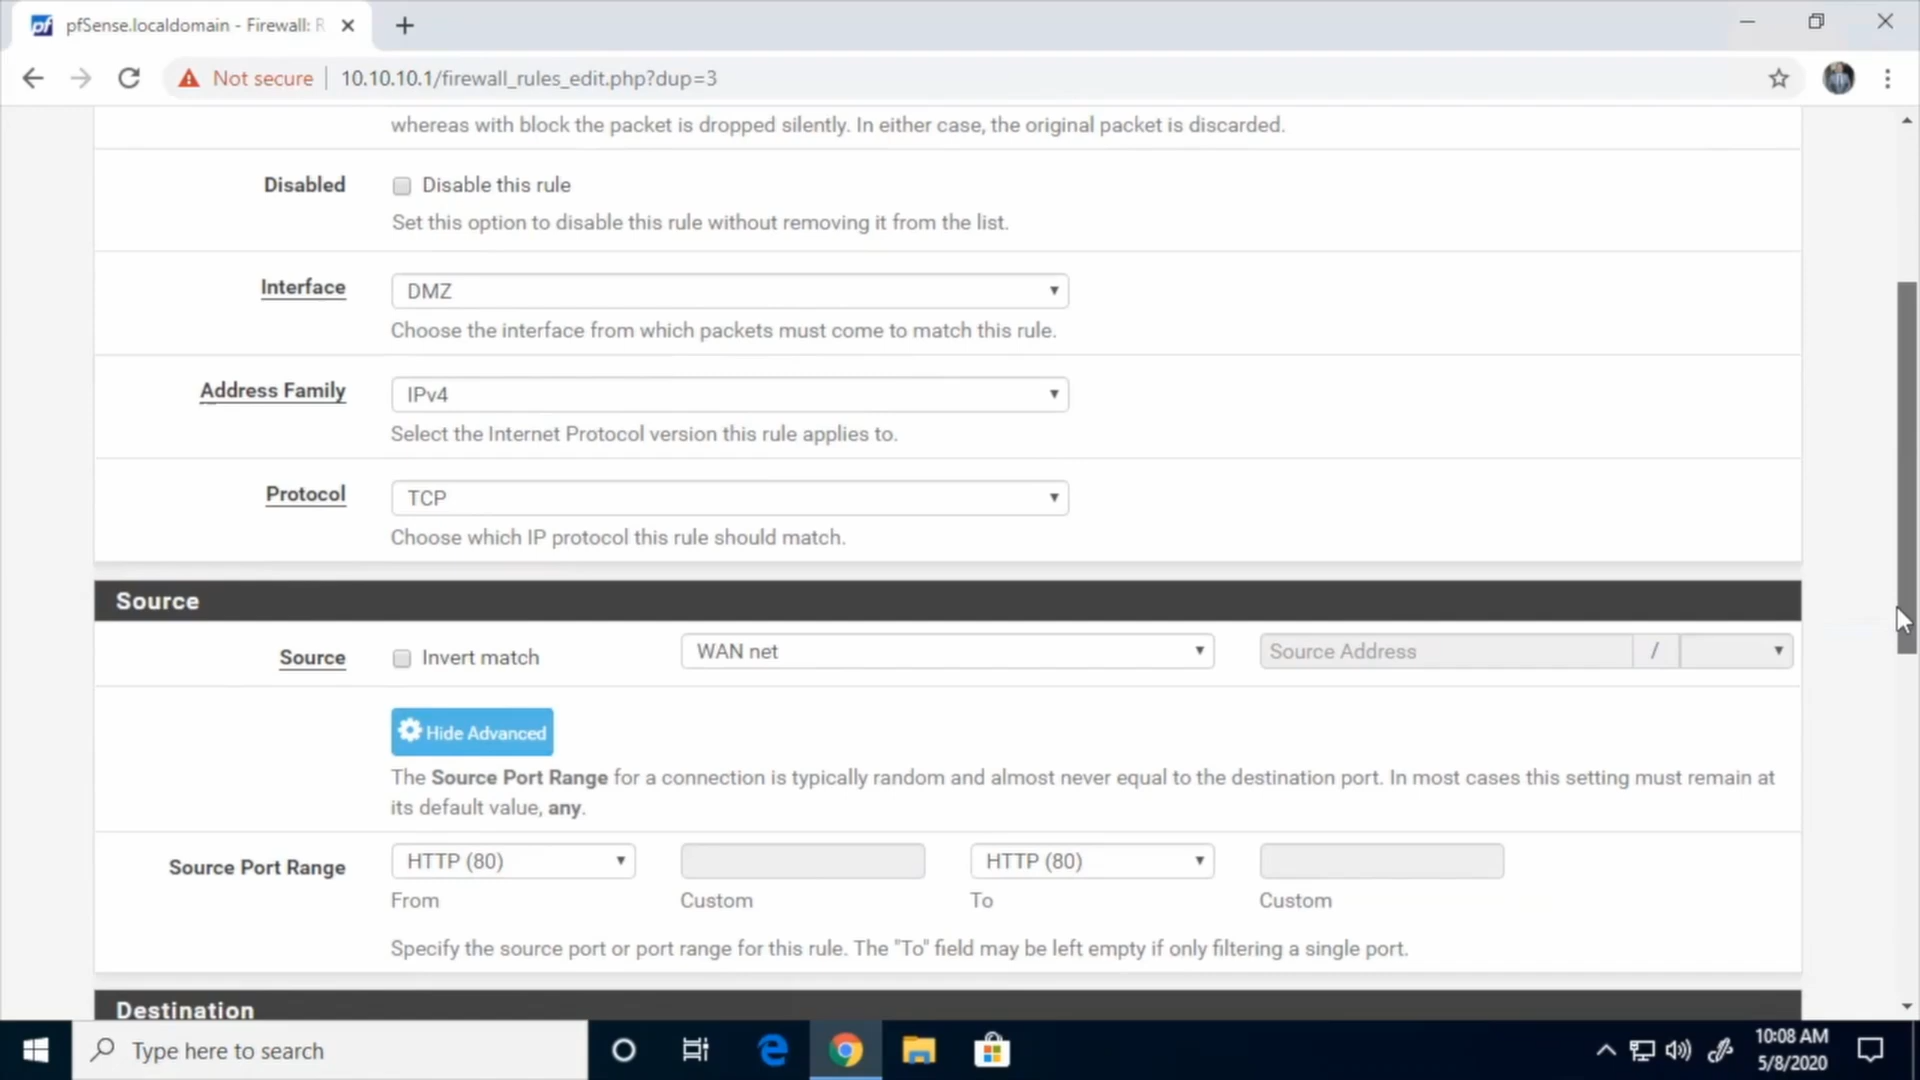 pfSense.localdomain - Firewall: R
Not secure
10.10.10.1/firewall_rules_edit.php?dup=3
whereas with block the packet is dropped silently. In either case, the original packet is discarded.
Disabled
Disable this rule
Set this option to disable this rule without removing it from the list.
Interface
DMZ
Choose the interface from which packets must come to match this rule.
Address Family
IPv4
Select the Internet Protocol version this rule applies to.
Protocol
TCP
Choose which IP protocol this rule should match.
Source
Source
Invert match
WAN net
Source Address
/
Hide Advanced
The Source Port Range for a connection is typically random and almost never equal to the destination port. In most cases this setting must remain at
its default value, any.
Source Port Range
HTTP (80)
HTTP (80)
From
Custom
To
Custom
Specify the source port or port range for this rule. The "To" field may be left empty if only filtering a single port.
Destination
Type here to search
10:08 AM
5/8/2020